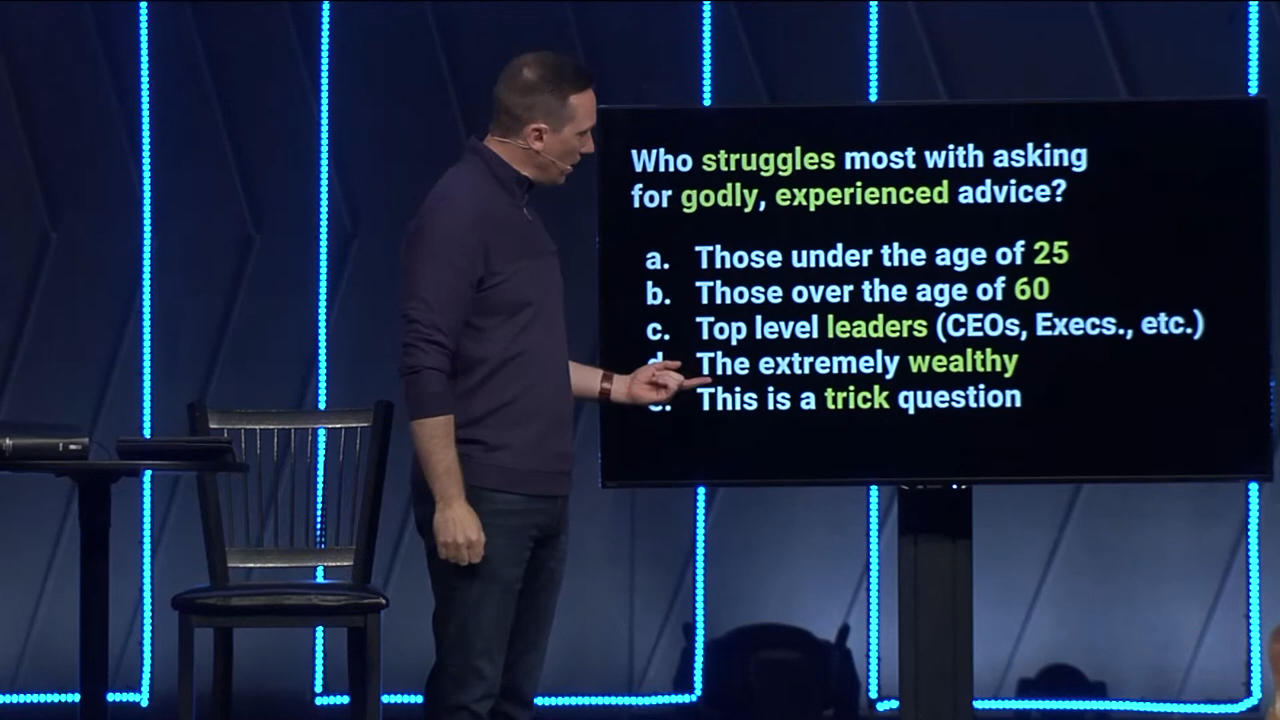 Who struggles most with asking
for godly, experienced advice?
a. Those under the age of 25
b. Those over the age of 60
c. Top level leaders (CEOs, Execs., etc.)
d. The extremely wealthy
e. This is a trick question